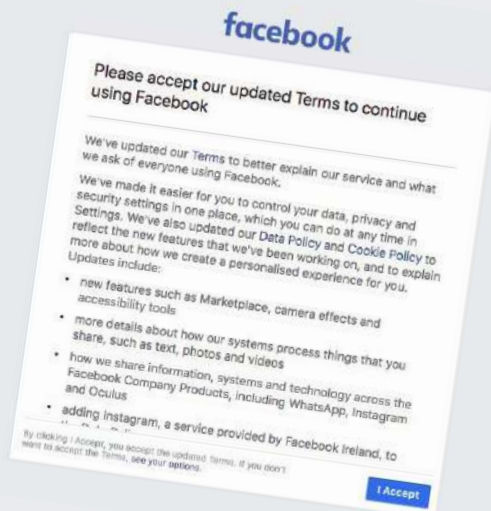 facebook
Please accept our updated Terms to continue
using Facebook
We've updated our Terms to better explain our service and what
we ask of everyone using Facebook.
We've made it easier for you to control your data, privacy and
security settings in one place, which you can do at any time in
Settings. We've also updated our Data Policy and Cookie Policy to
reflect the new features that we've been working on, and to explain
more about how we create a personalised experience for you.
Updates include:
• new features such as Marketplace, camera effects and
accessibility tools
• more details about how our systems process things that you
share, such as text, photos and videos
• how we share information, systems and technology across the
Facebook Company Products, including WhatsApp, Instagram
and Oculus
• adding Instagram, a service provided by Facebook Ireland, to
By clicking I Accept, you accept the updated Terms. If you don't
want to accept the Terms, see your options.
I Accept